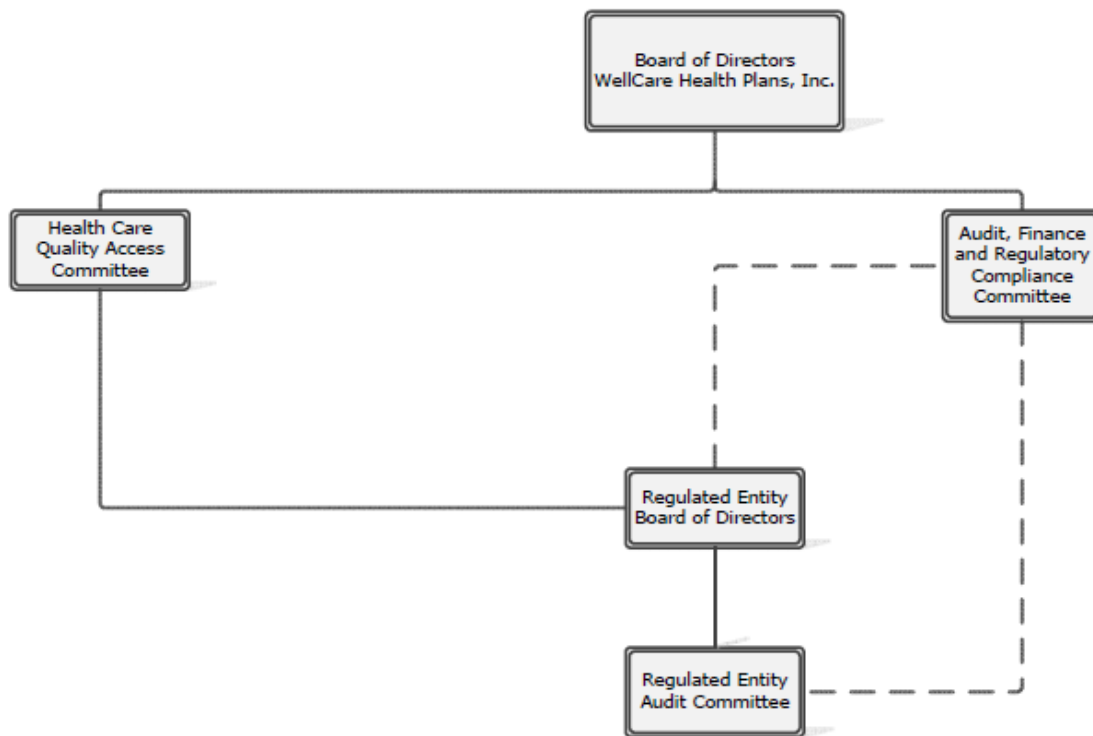 Board of Directors
WellCare Health Plans, Inc.
Health Care
Quality Access
Committee
Audit, Finance
and Regulatory
Compliance
Committee
Regulated Entity
Board of Directors
Regulated Entity
Audit Committee